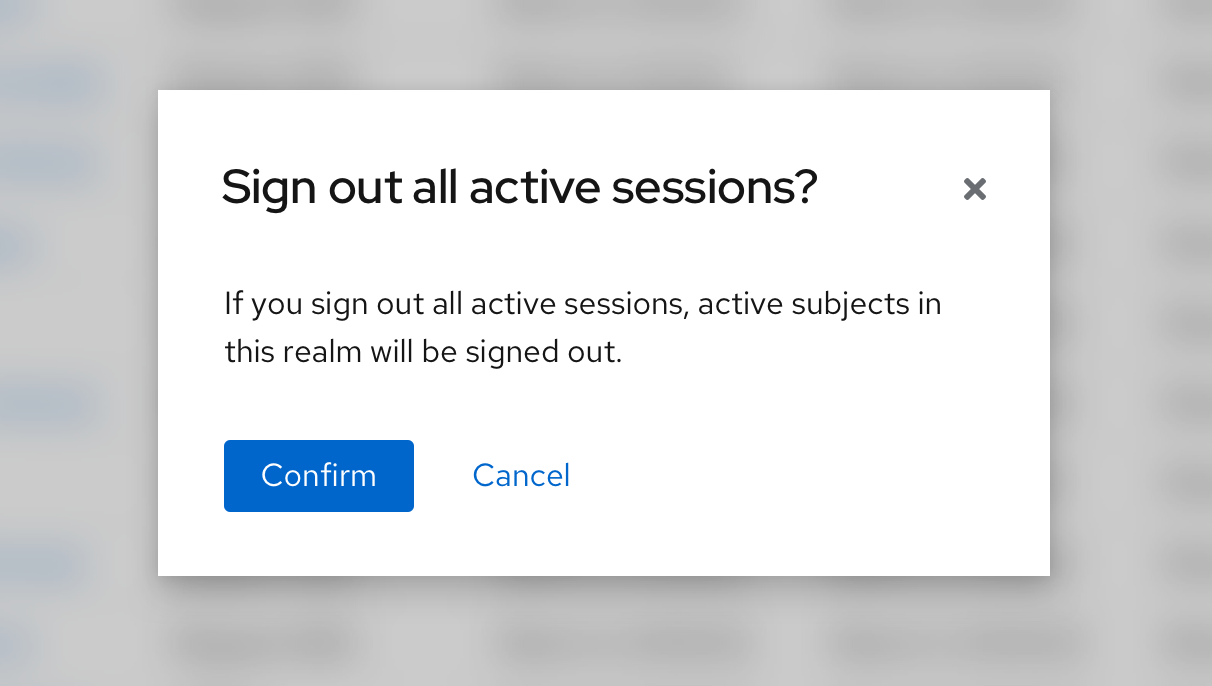 Sign out all active sessions?
If you sign out all active sessions, active subjects in
this realm will be signed out.
Confirm
Cancel